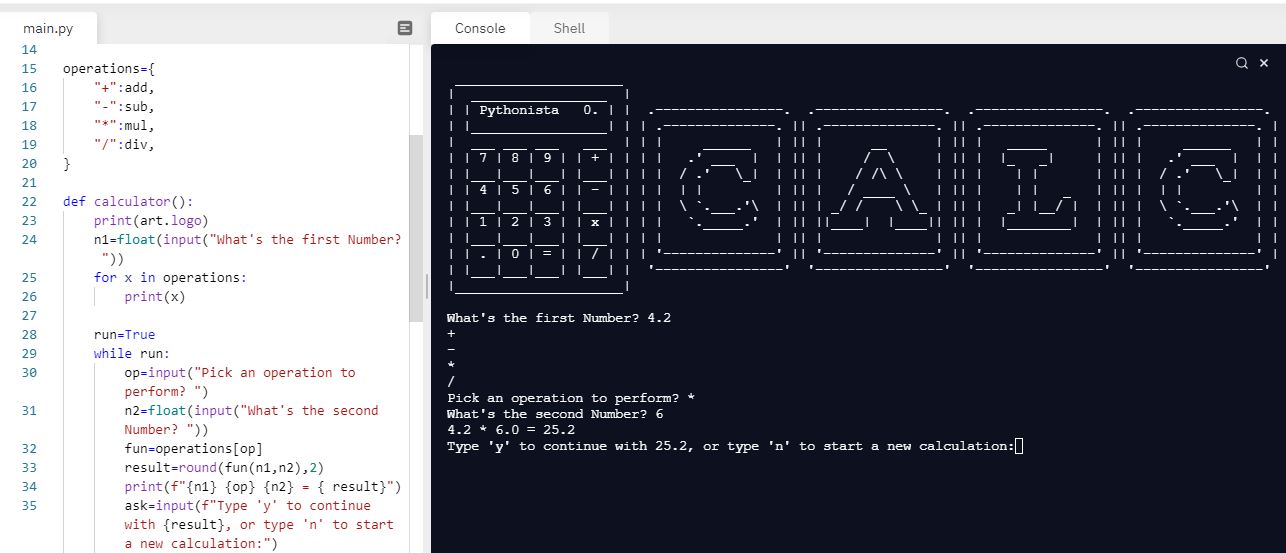 main.py
14
15 operations={
16 "+":add,
17 "-":sub,
18 "*":mul,
19 "/":div,
20 }
21
22 def calculator():
23 print(art.logo)
24 n1=float(input("What's the first Number?
"))
25 for x in operations:
26 print(x)
27
28 run=True
29 while run:
30 op=input("Pick an operation to
perform? ")
31 n2=float(input("What's the second
Number? "))
32 fun=operations[op]
33 result=round(fun(n1,n2),2)
34 print(f"{n1} {op} {n2} = { result}")
35 ask=input(f"Type 'y' to continue
with {result}, or type 'n' to start
a new calculation:")
Console Shell
Pythonista 0.
7 8 9 +
4 5 6 -
1 2 3 x
. 0 = /
CALC
What's the first Number? 4.2
+
-
*
/
Pick an operation to perform? *
What's the second Number? 6
4.2 * 6.0 = 25.2
Type 'y' to continue with 25.2, or type 'n' to start a new calculation: